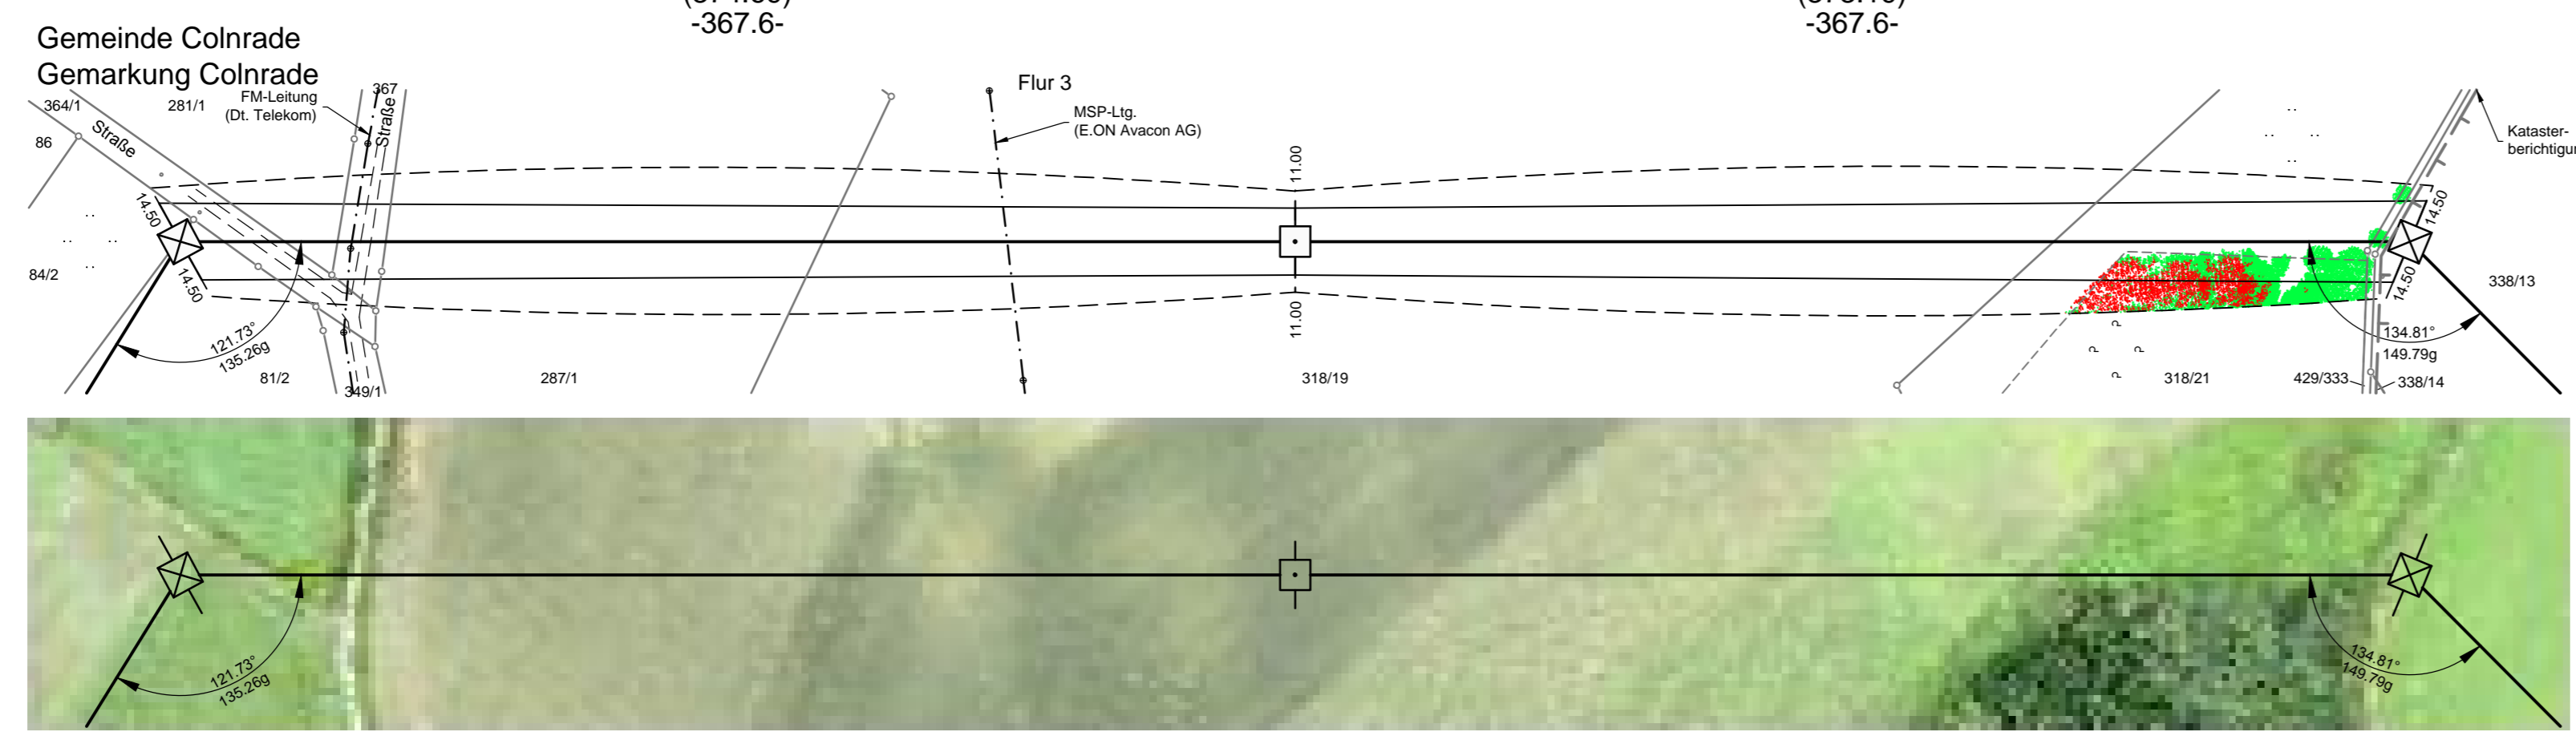 -367.6-
-367.6-
Gemeinde Colnrade
Gemarkung Colnrade
364/1
281/1
FM-Leitung
(Dt. Telekom)
367
Straße
Straße
86
84/2
Flur 3
MSP-Ltg.
(E.ON Avacon AG)
11.00
11.00
14.50
14.50
121.73°
135.26g
81/2
349/1
287/1
318/19
318/21
429/333
338/14
338/13
14.50
14.50
134.81°
149.79g
Kataster-
121.73°
135.26g
134.81°
149.79g